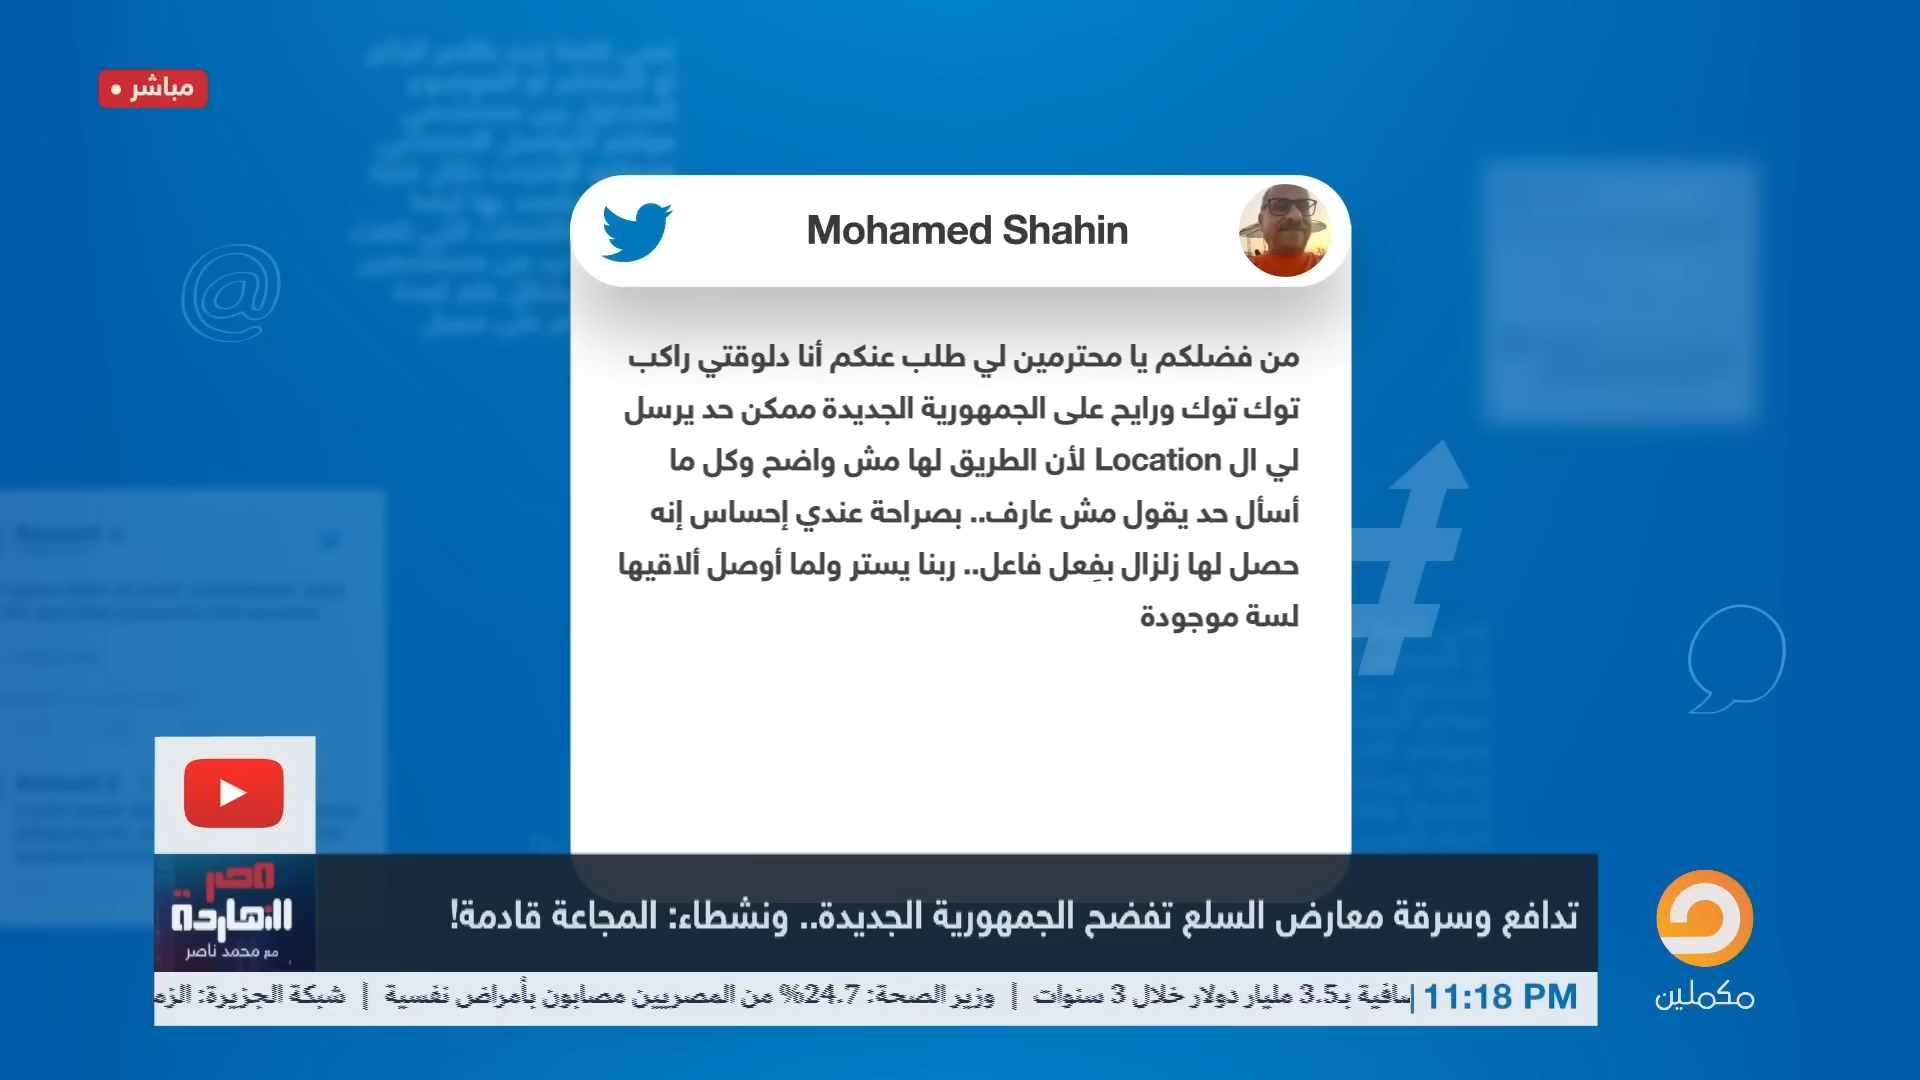 مباشر
Mohamed Shahin
من فضلكم يا محترمين لي طلب عنكم أنا دلوقتي راكب
توك توك ورايح على الجمهورية الجديدة ممكن حد يرسل
لي ال Location لأن الطريق لها مش واضح وكل ما
أسأل حد يقول مش عارف.. بصراحة عندي إحساس إنه
حصل لها زلزال بفِعل فاعل.. ربنا يستر ولما أوصل ألاقيها
لسة موجودة
مصر
النهاردة
مع محمد ناصر
تدافع وسرقة معارض السلع تفضح الجمهورية الجديدة.. ونشطاء: المجاعة قادمة!
11:18 PM
بـ3.5 مليار دولار خلال 3 سنوات | وزير الصحة: 24.7% من المصريين مصابون بأمراض نفسية | شبكة الجزيرة:
مكملين